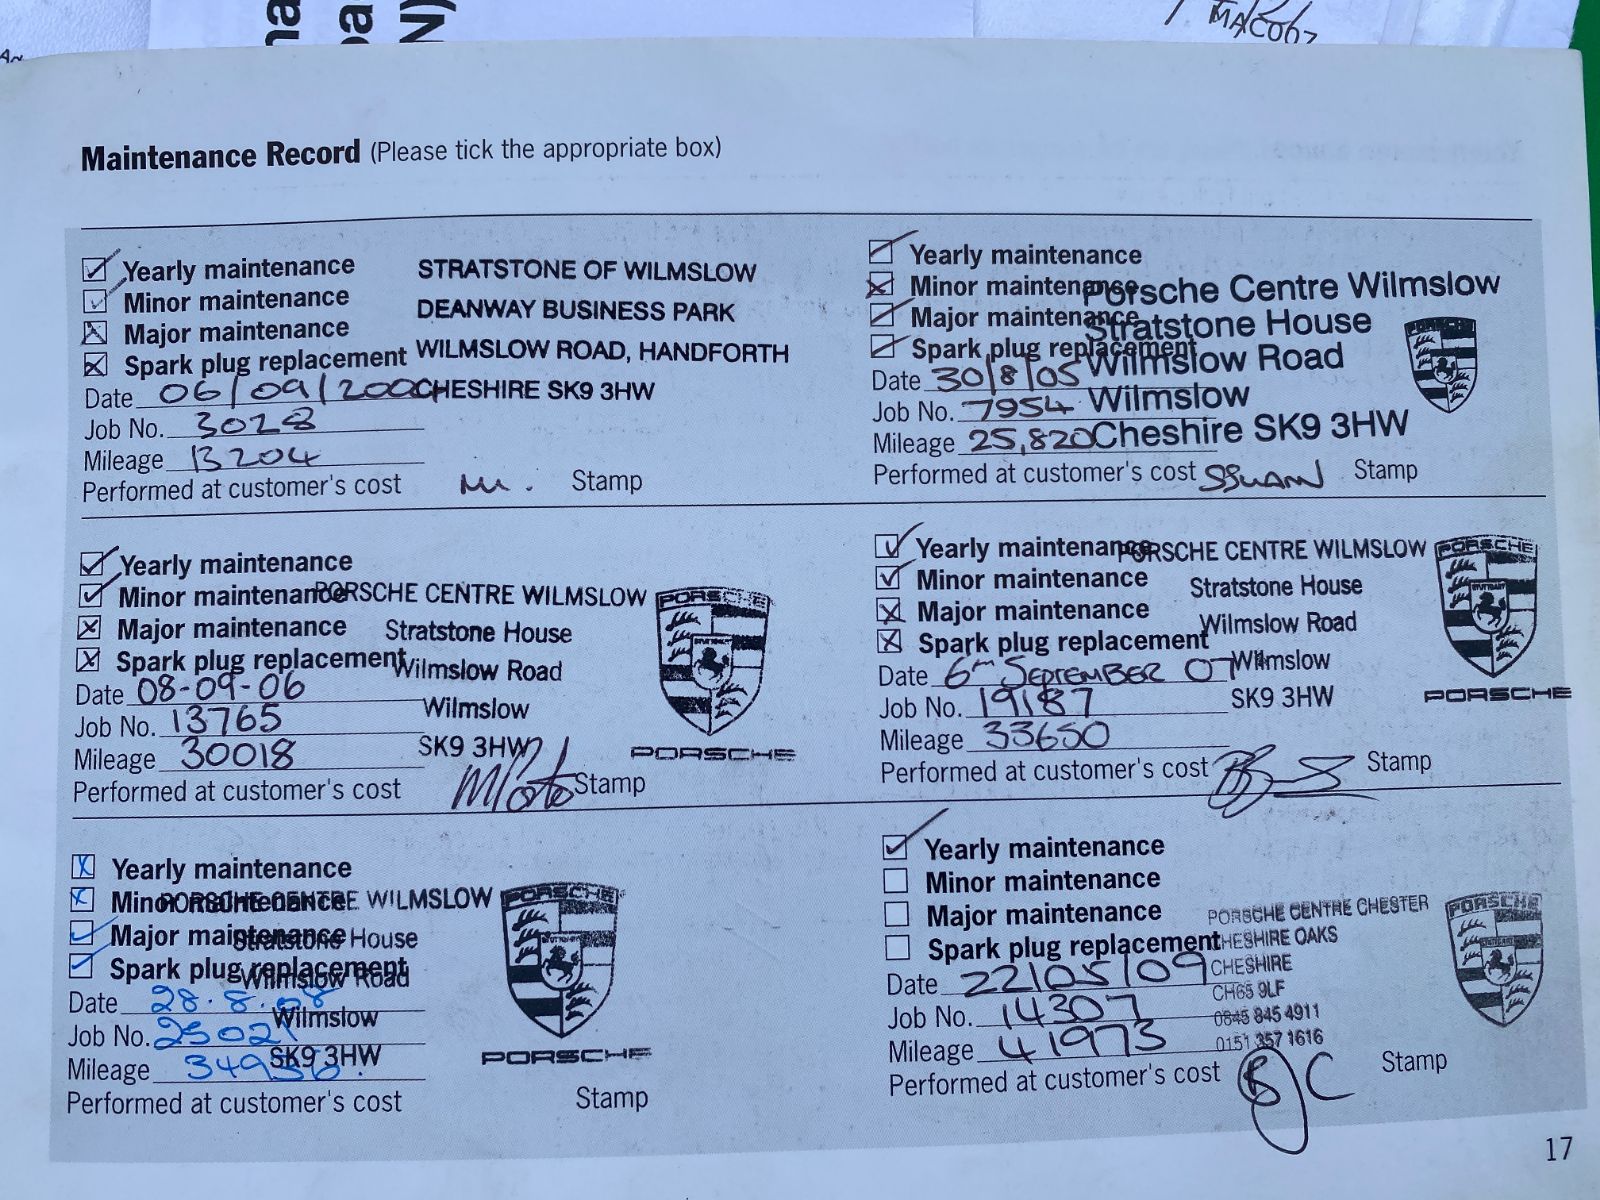 MA/C067
Maintenance Record (Please tick the appropriate box)
Yearly maintenance
Minor maintenance
Major maintenance
Spark plug replacement
Date 06/09/200
Job No. 3028
Mileage 13204
Performed at customer's cost
Stamp
STRATSTONE OF WILMSLOW
DEANWAY BUSINESS PARK
WILMSLOW ROAD, HANDFORTH
CHESHIRE SK9 3HW
Yearly maintenance
Minor maintenance
Major maintenance
Spark plug replacement
Date 30/8/05
Job No. 7954
Mileage 25,820
Performed at customer's cost SSWANN
Stamp
Porsche Centre Wilmslow
Stratstone House
Wilmslow Road
Wilmslow
Cheshire SK9 3HW
Yearly maintenance
Minor maintenance
Major maintenance
Spark plug replacement
Date 08-09-06
Job No. 13765
Mileage 30018
Performed at customer's cost
Stamp
PORSCHE CENTRE WILMSLOW
Stratstone House
Wilmslow Road
Wilmslow
SK9 3HW
PORSCHE
PORSCHE
Yearly maintenance
Minor maintenance
Major maintenance
Spark plug replacement
Date 6th SEPTEMBER 07
Job No. 19187
Mileage 33650
Performed at customer's cost
Stamp
PORSCHE CENTRE WILMSLOW
Stratstone House
Wilmslow Road
Wilmslow
SK9 3HW
PORSCHE
PORSCHE
Yearly maintenance
Minor maintenance
Major maintenance
Spark plug replacement
Date 28.8.08
Job No. 25021
Mileage
Performed at customer's cost
Stamp
PORSCHE CENTRE WILMSLOW
Stratstone House
Wilmslow Road
Wilmslow
SK9 3HW
PORSCHE
PORSCHE
Yearly maintenance
Minor maintenance
Major maintenance
Spark plug replacement
Date 22/05/09
Job No. 14307
Mileage 41973
Performed at customer's cost
Stamp
PORSCHE CENTRE CHESTER
CHESHIRE OAKS
CHESHIRE
CH65 9LF
0845 845 4911
0151 357 1616
PORSCHE
17